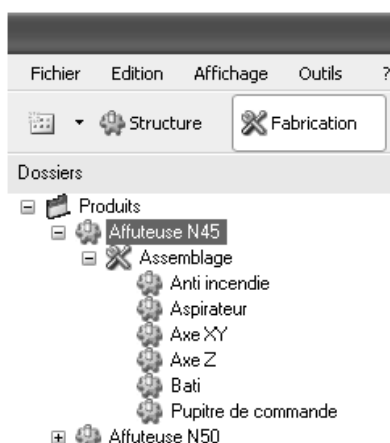 Fichier Edition Affichage Outils ?
Structure Fabrication
Dossiers
Produits
Affuteuse N45
Assemblage
Anti incendie
Aspirateur
Axe XY
Axe Z
Bati
Pupitre de commande
Affuteuse N50